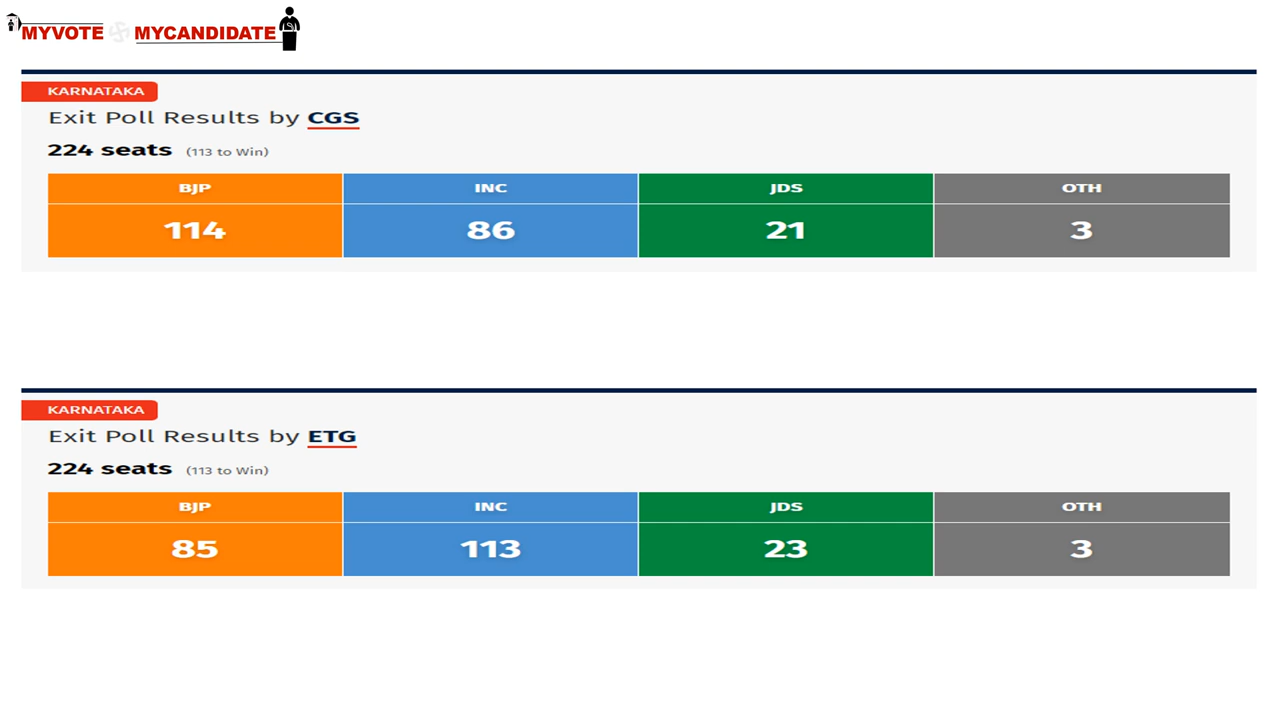 MYVOTE MYCANDIDATE
KARNATAKA
Exit Poll Results by CGS
224 seats (113 to Win)
BJP INC JDS OTH
114 86 21 3
KARNATAKA
Exit Poll Results by ETG
224 seats (113 to Win)
BJP INC JDS OTH
85 113 23 3